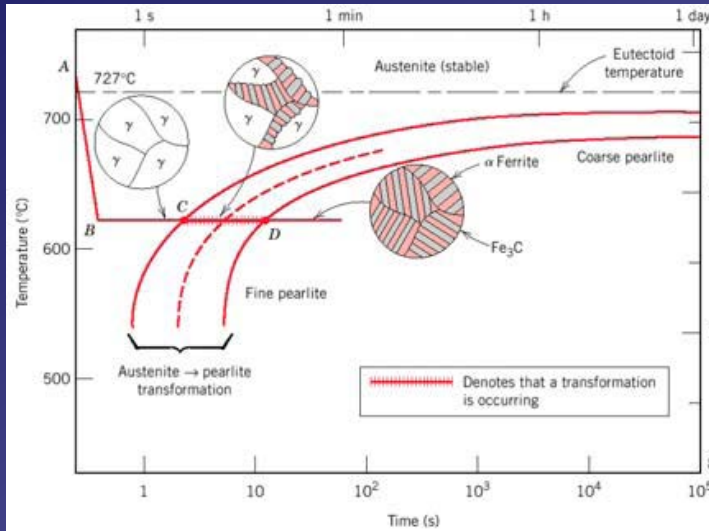 1 s
1 min
1 h
1 day
A
727°C
Austenite (stable)
Eutectoid
temperature
γ
γ
γ
γ
γ
γ
γ
700
α Ferrite
Coarse pearlite
C
B
D
Fe₃C
600
Fine pearlite
Temperature (°C)
Austenite → pearlite
transformation
500
Denotes that a transformation
is occurring
1
10
10²
10³
10⁴
10⁵
Time (s)